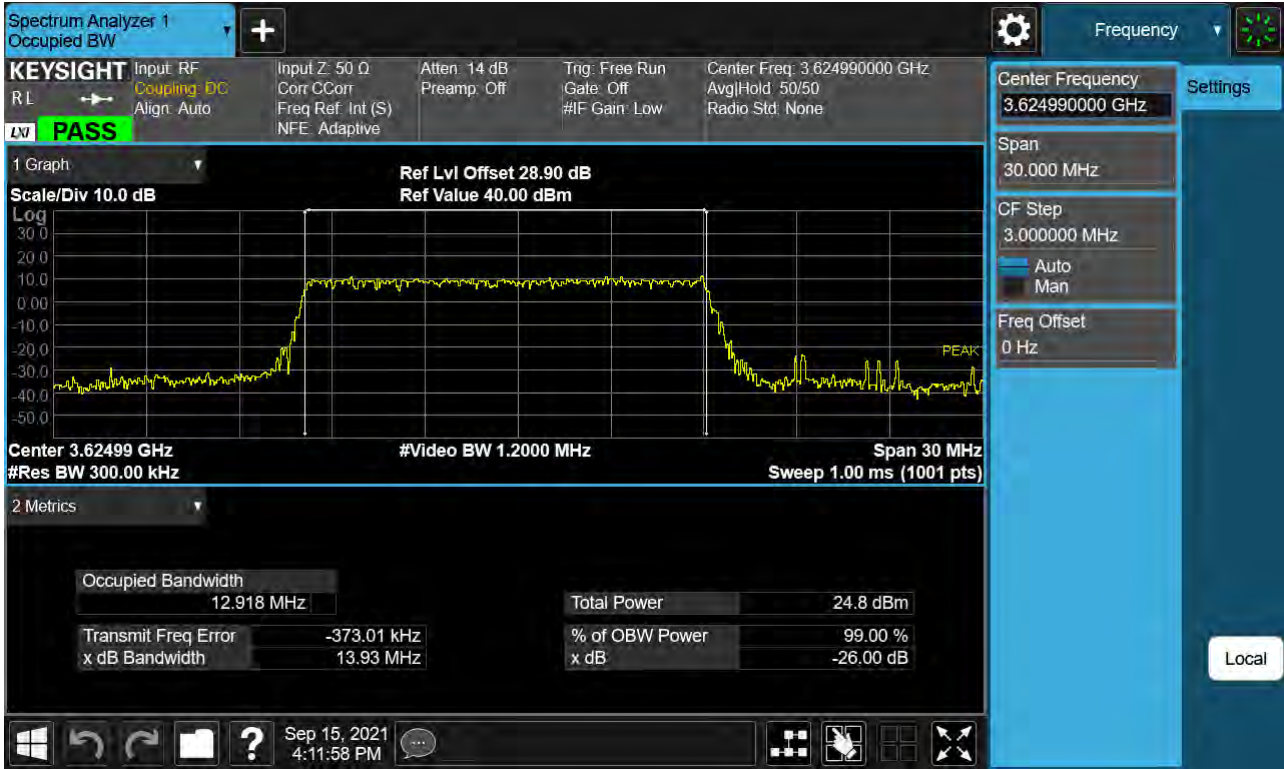 Spectrum Analyzer 1
Occupied BW
Frequency
KEYSIGHT
RL
LXI
PASS
Input: RF
Coupling: DC
Align: Auto
Input Z: 50 Ω
Corr CCorr
Freq Ref: Int (S)
NFE: Adaptive
Atten: 14 dB
Preamp: Off
Trig: Free Run
Gate: Off
#IF Gain: Low
Center Freq: 3.624990000 GHz
Avg|Hold: 50/50
Radio Std: None
1 Graph
Scale/Div 10.0 dB
Ref Lvl Offset 28.90 dB
Ref Value 40.00 dBm
Log
30.0
20.0
10.0
0.00
-10.0
-20.0
-30.0
-40.0
-50.0
PEAK
Center 3.62499 GHz
#Video BW 1.2000 MHz
Span 30 MHz
#Res BW 300.00 kHz
Sweep 1.00 ms (1001 pts)
2 Metrics
Occupied Bandwidth
12.918 MHz
Total Power 24.8 dBm
Transmit Freq Error -373.01 kHz
% of OBW Power 99.00 %
x dB Bandwidth 13.93 MHz
x dB -26.00 dB
Center Frequency
3.624990000 GHz
Settings
Span
30.000 MHz
CF Step
3.000000 MHz
Auto
Man
Freq Offset
0 Hz
Local
?
Sep 15, 2021
4:11:58 PM